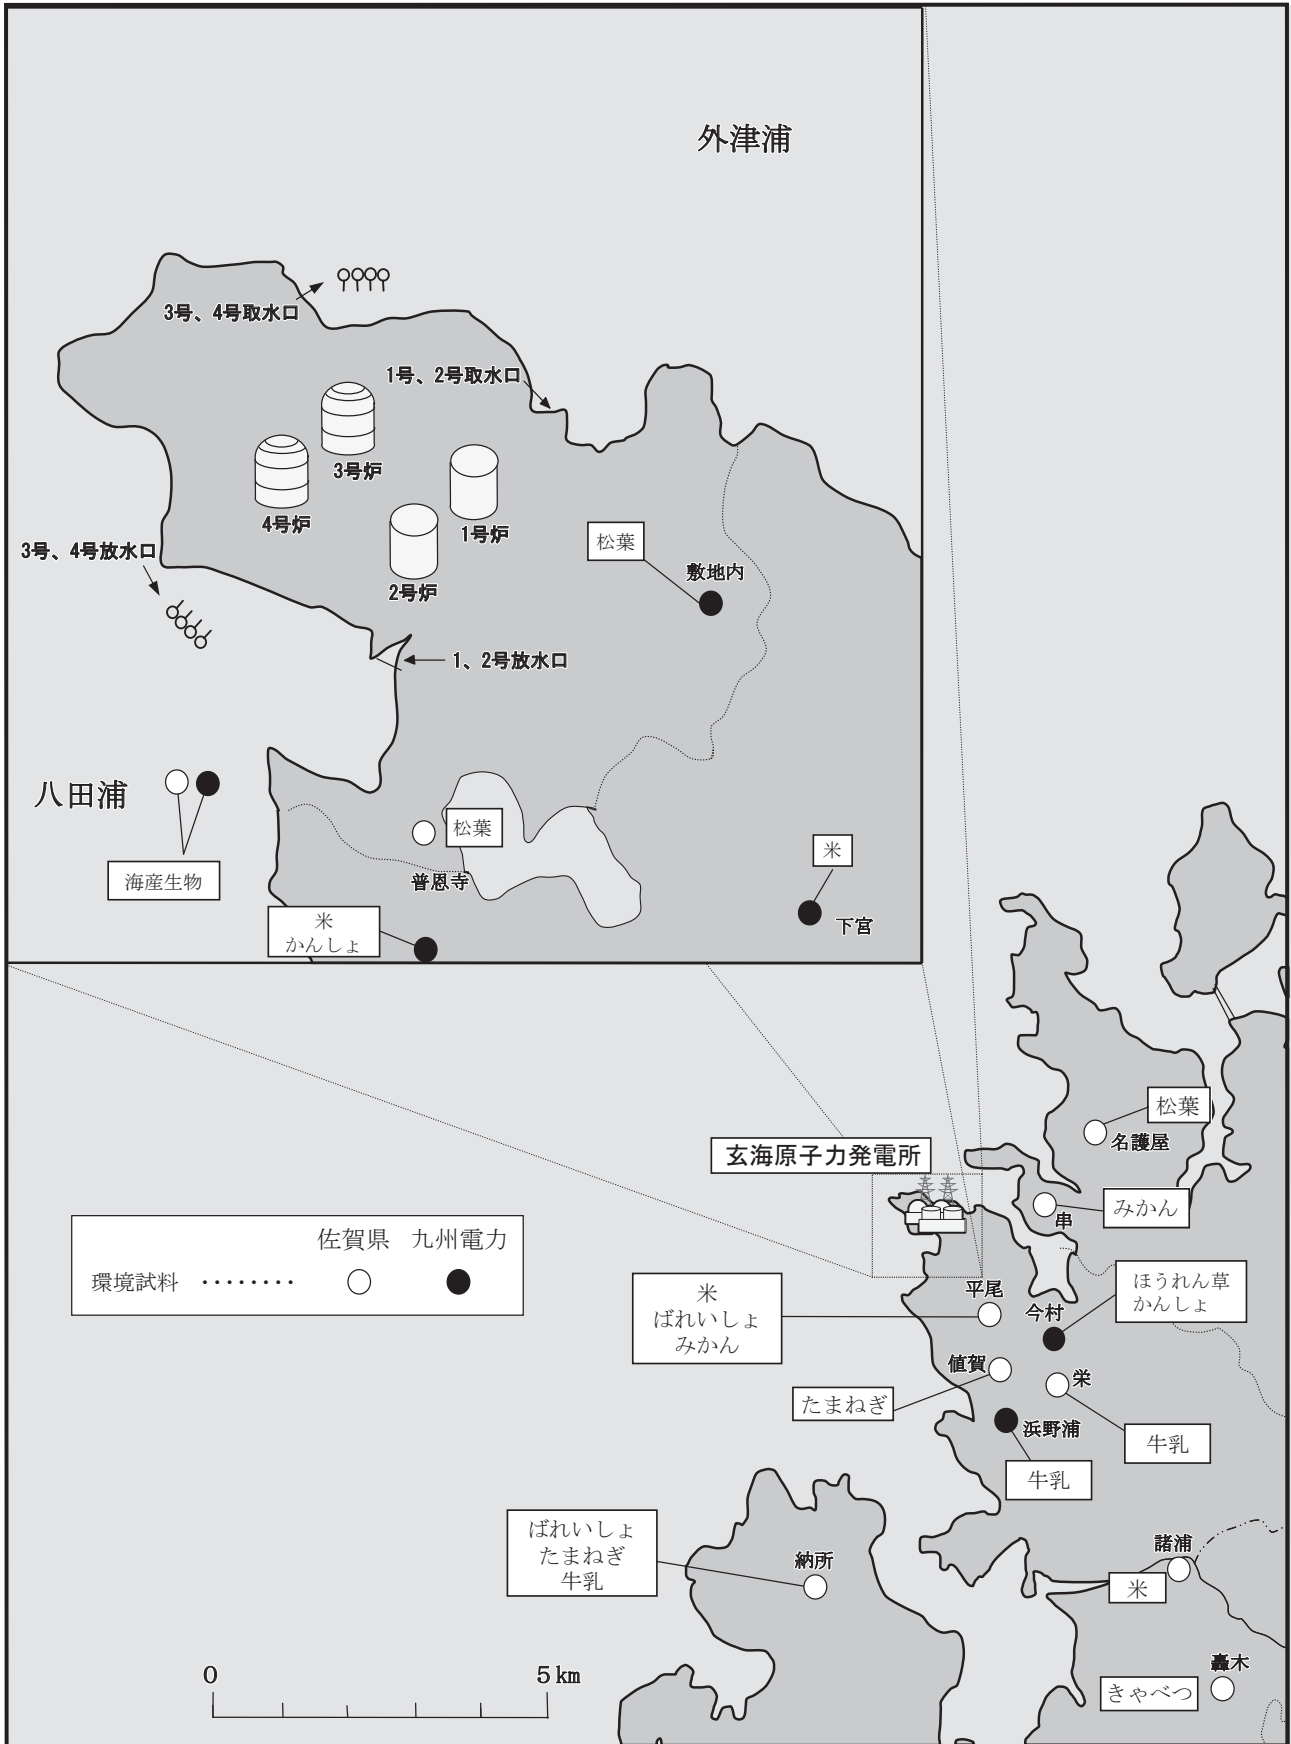 外津浦
3号、4号取水口
1号、2号取水口
3号炉
4号炉
1号炉
2号炉
松葉
敷地内
3号、4号放水口
1、2号放水口
八田浦
海産生物
松葉
普恩寺
米
かんしょ
米
下宮
松葉
名護屋
玄海原子力発電所
みかん
串
佐賀県 九州電力
環境試料 ········
平尾
米
ばれいしょ
みかん
今村
ほうれん草
かんしょ
値賀
たまねぎ
栄
牛乳
浜野浦
牛乳
ばれいしょ
たまねぎ
牛乳
納所
諸浦
米
轟木
きゃべつ
0 5km